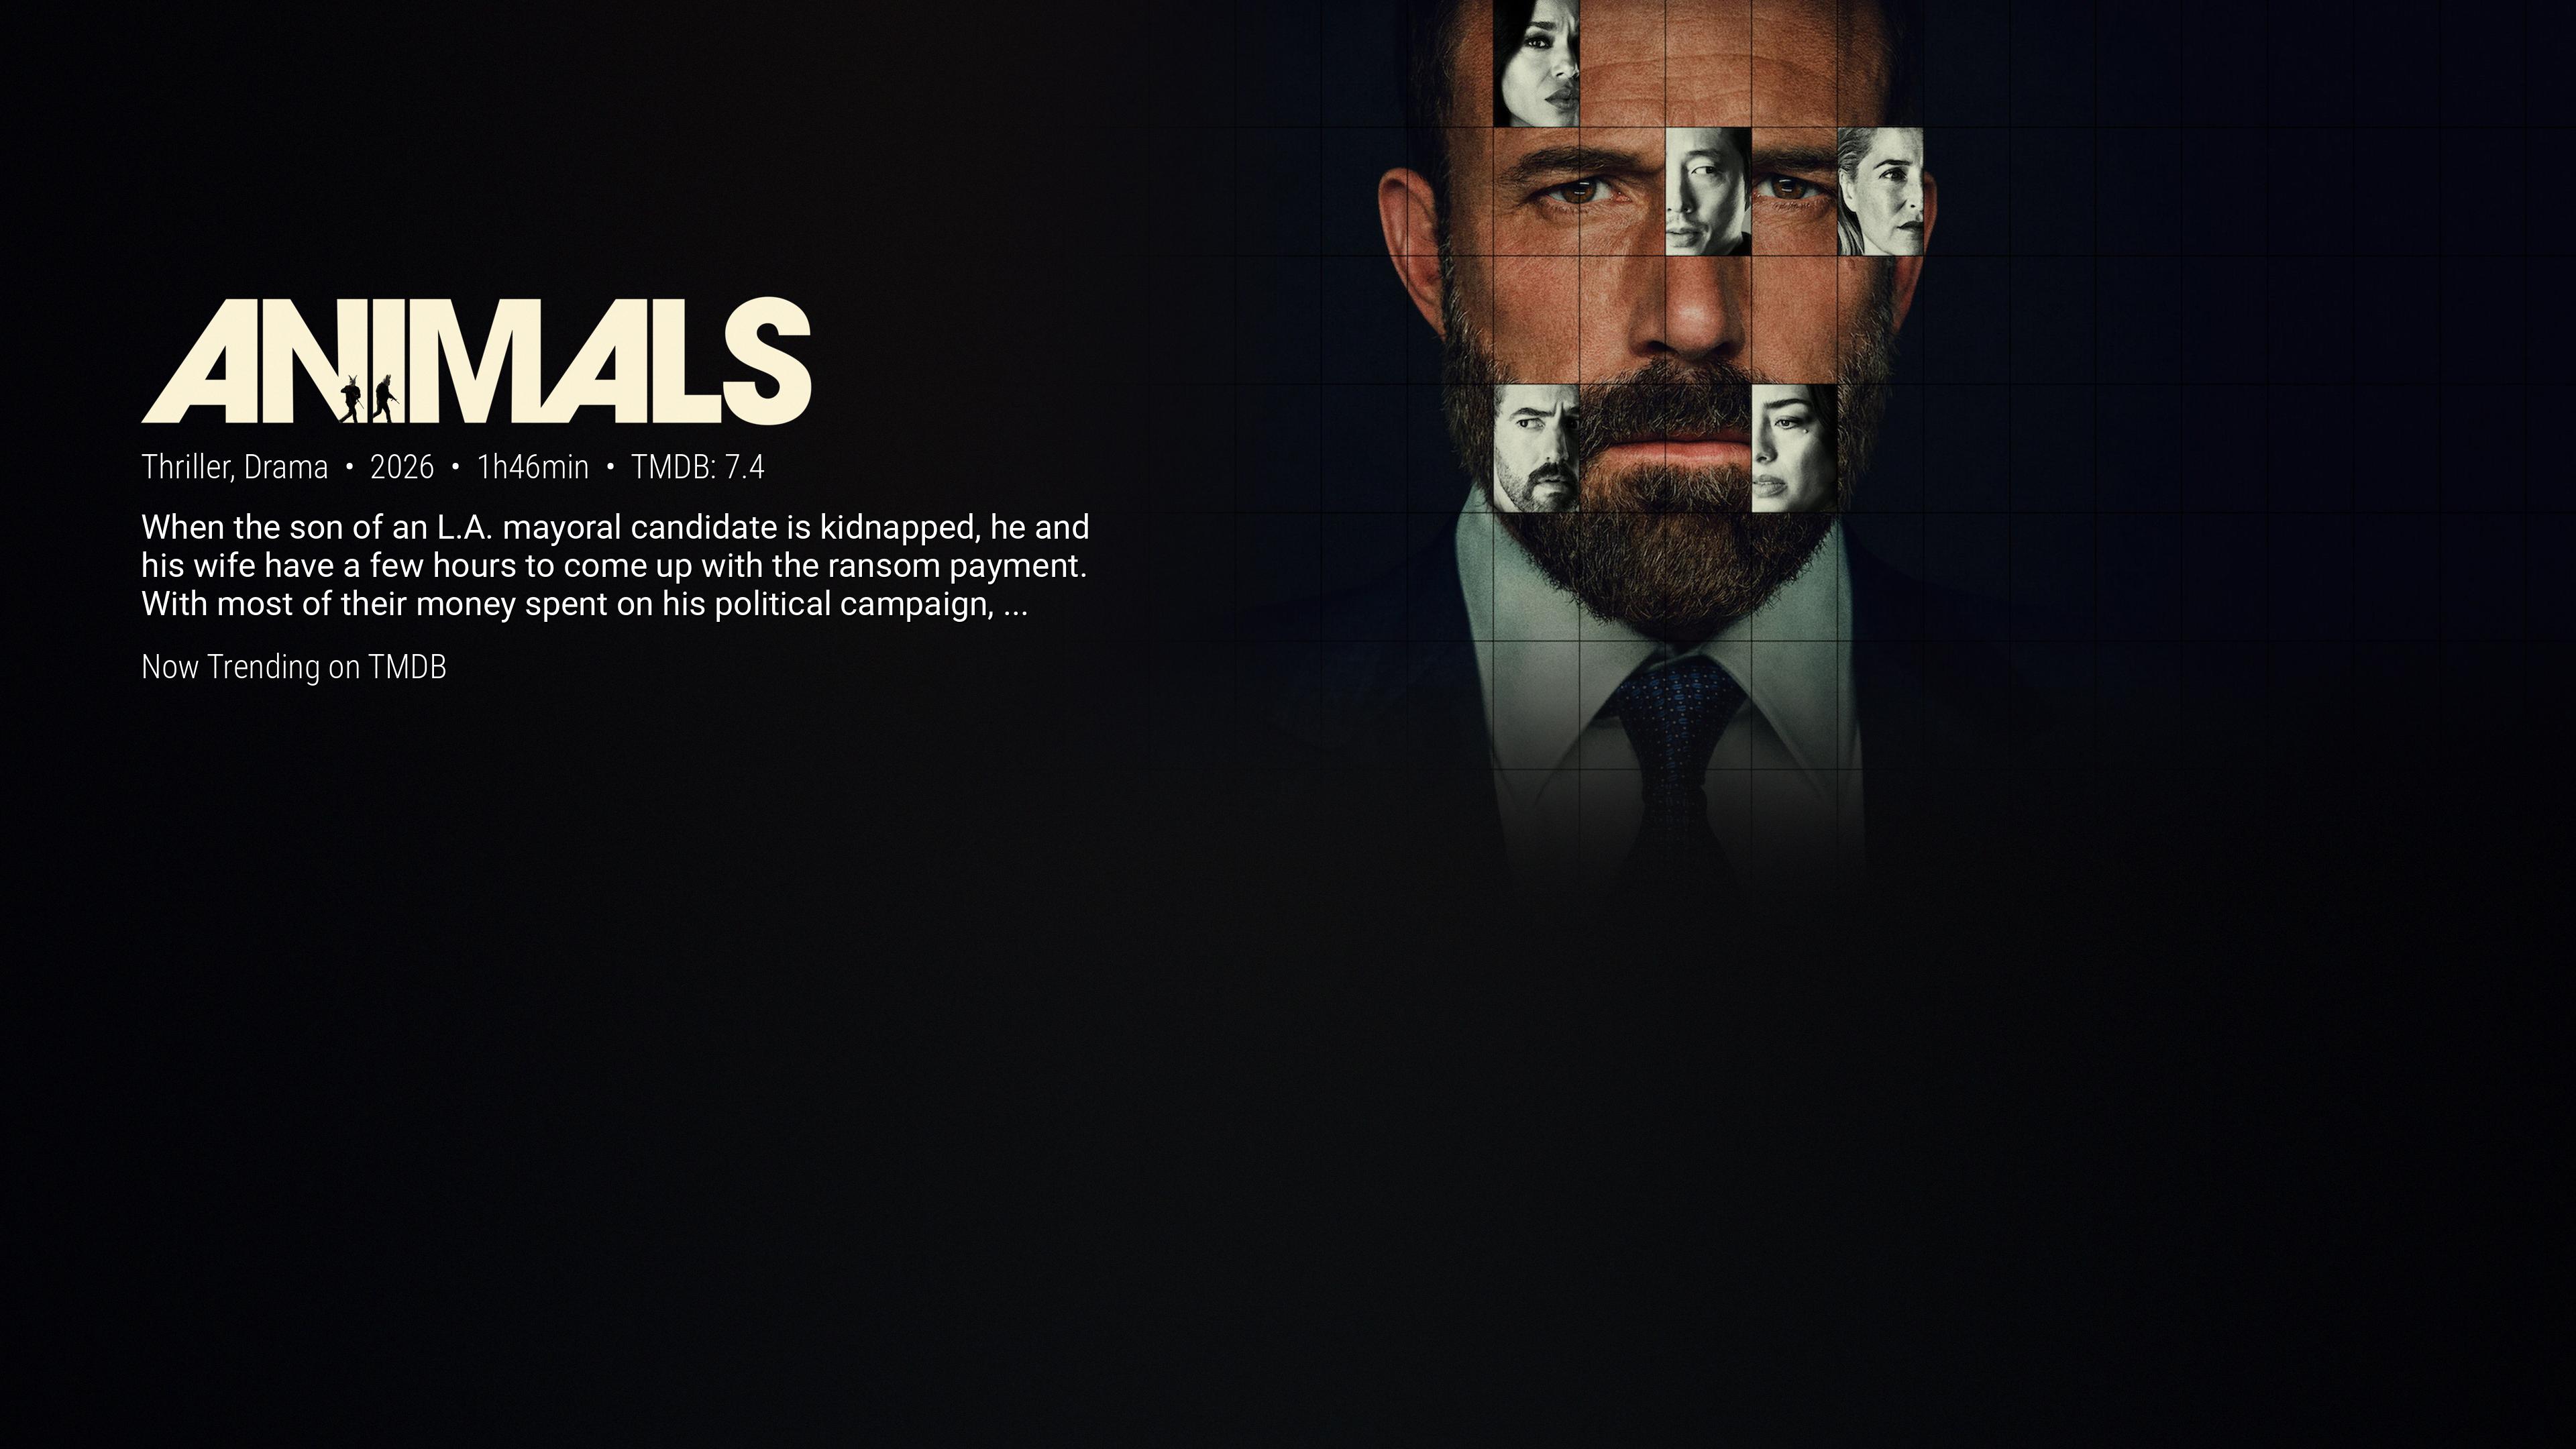 ANIMALS
Thriller, Drama • 2026 • 1h46min • TMDB: 7.4
When the son of an L.A. mayoral candidate is kidnapped, he and
his wife have a few hours to come up with the ransom payment.
With most of their money spent on his political campaign, ...
Now Trending on TMDB